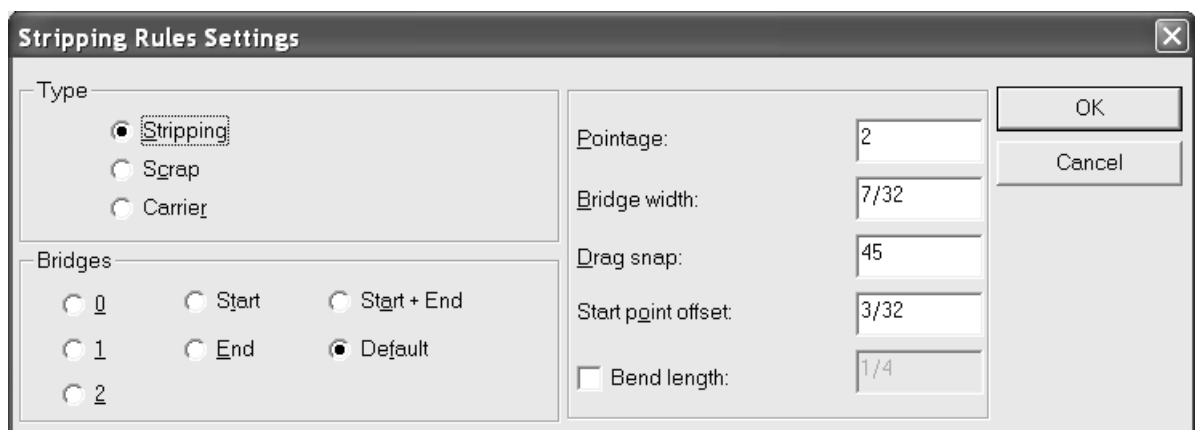 Stripping Rules Settings
Type
Stripping
Scrap
Carrier
Bridges
0 Start Start + End
1 End Default
2
Pointage: 2
Bridge width: 7/32
Drag snap: 45
Start point offset: 3/32
Bend length: 1/4
OK
Cancel